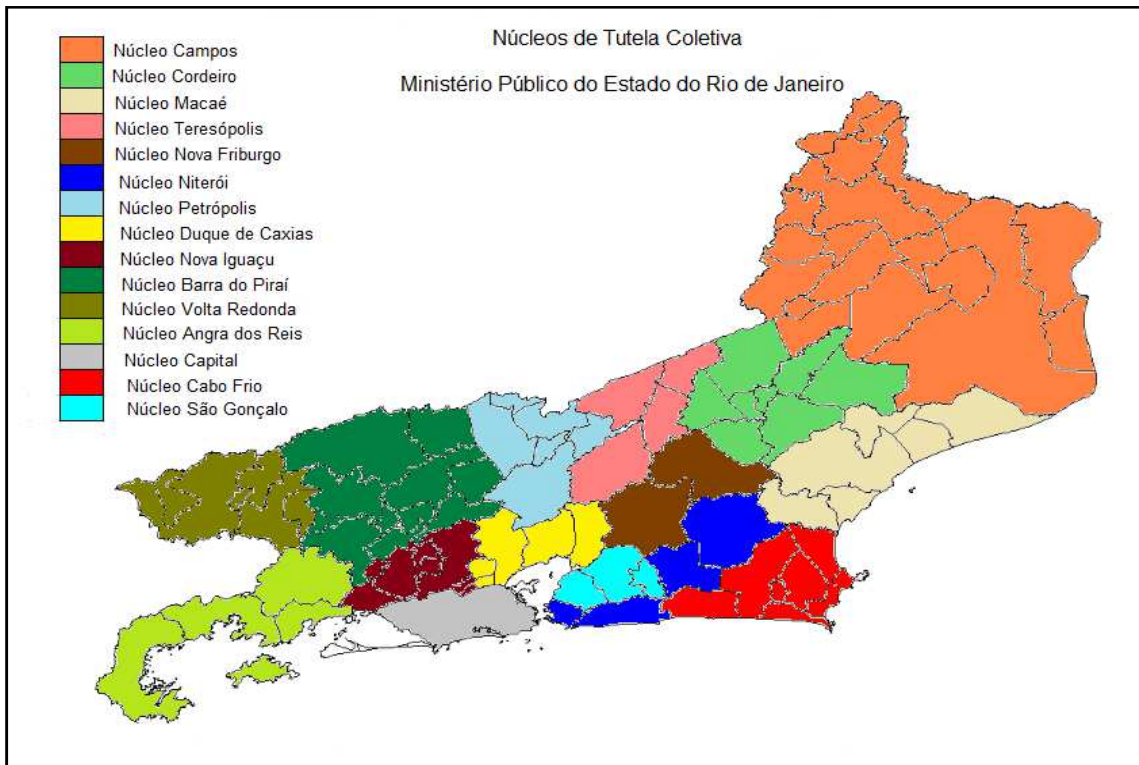 Núcleos de Tutela Coletiva
Ministério Público do Estado do Rio de Janeiro
Núcleo Campos
Núcleo Cordeiro
Núcleo Macaé
Núcleo Teresópolis
Núcleo Nova Friburgo
Núcleo Niterói
Núcleo Petrópolis
Núcleo Duque de Caxias
Núcleo Nova Iguaçu
Núcleo Barra do Piraí
Núcleo Volta Redonda
Núcleo Angra dos Reis
Núcleo Capital
Núcleo Cabo Frio
Núcleo São Gonçalo